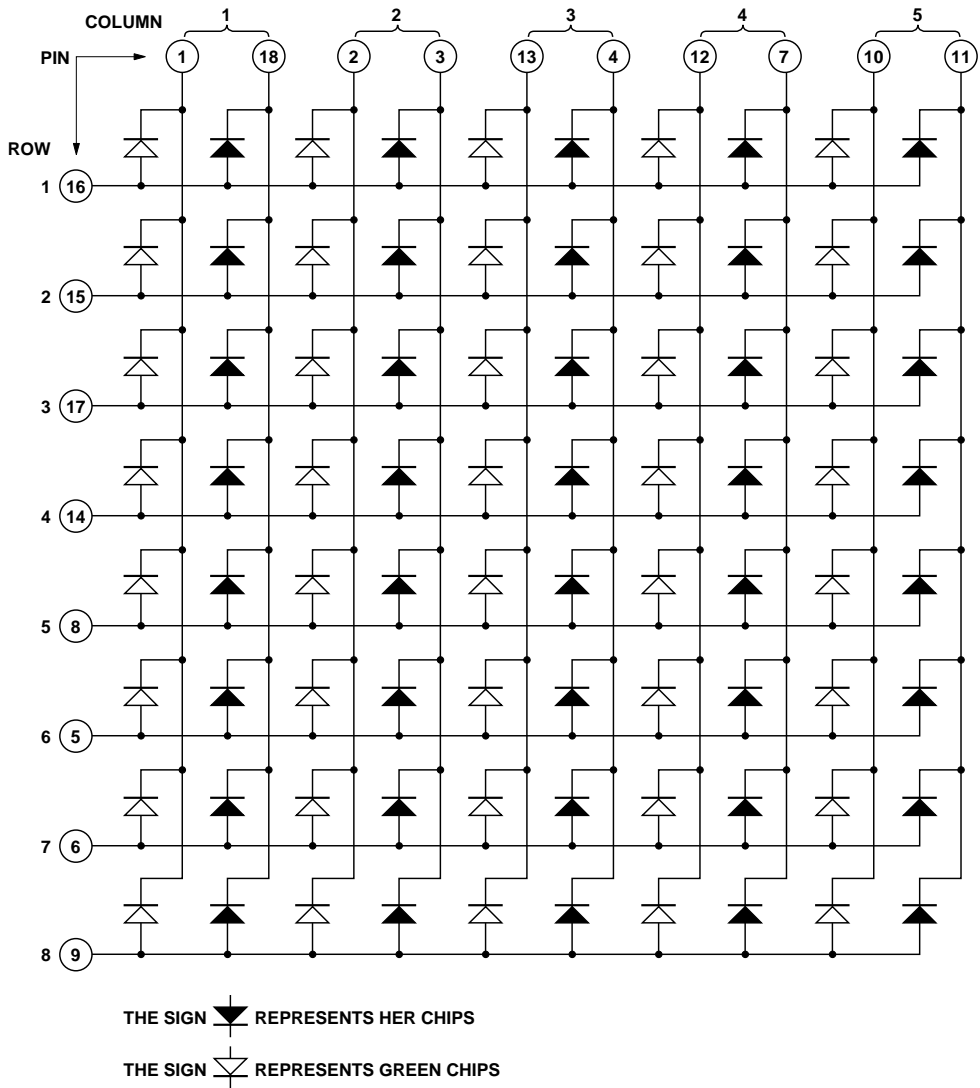 COLUMN 1 2 3 4 5
PIN 1 18 2 3 13 4 12 7 10 11
ROW
1 16
2 15
3 17
4 14
5 8
6 5
7 6
8 9
THE SIGN REPRESENTS HER CHIPS
THE SIGN REPRESENTS GREEN CHIPS